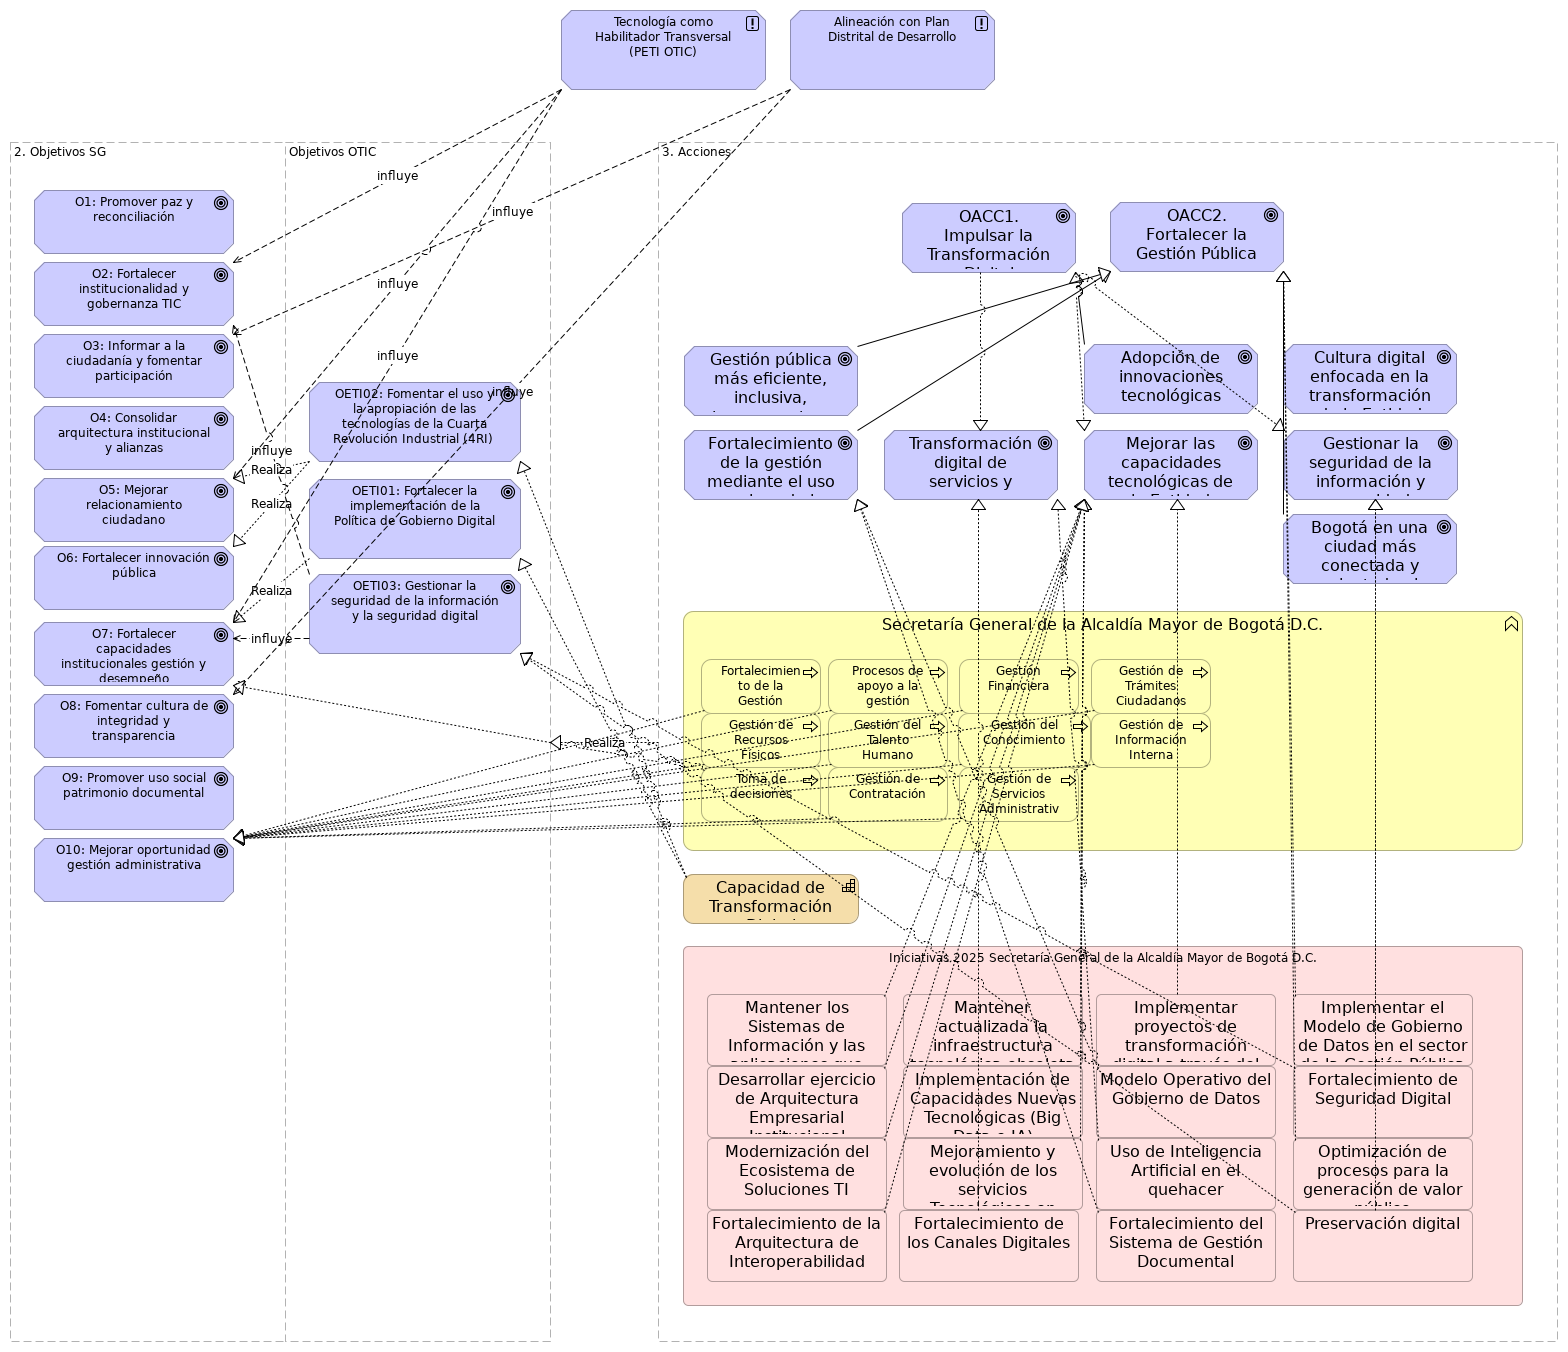 Tecnología como
Habilitador Transversal
(PETI OTIC)
Alineación con Plan
Distrital de Desarrollo
2. Objetivos SG
Objetivos OTIC
3. Acciones
influye
influye
influye
influye
influye
influye
Realiza
Realiza
Realiza
influye
Realiza
O1: Promover paz y
reconciliación
O2: Fortalecer
institucionalidad y
gobernanza TIC
O3: Informar a la
ciudadanía y fomentar
participación
O4: Consolidar
arquitectura institucional
y alianzas
O5: Mejorar
relacionamiento
ciudadano
O6: Fortalecer innovación
pública
O7: Fortalecer
capacidades
institucionales gestión y
desempeño
O8: Fomentar cultura de
integridad y
transparencia
O9: Promover uso social
patrimonio documental
O10: Mejorar oportunidad
gestión administrativa
OETI02: Fomentar el uso y
la apropiación de las
tecnologías de la Cuarta
Revolución Industrial (4RI)
OETI01: Fortalecer la
implementación de la
Política de Gobierno Digital
OETI03: Gestionar la
seguridad de la información
y la seguridad digital
OACC1.
Impulsar la
Transformación
OACC2.
Fortalecer la
Gestión Pública
Gestión pública
más eficiente,
inclusiva,
Adopción de
innovaciones
tecnológicas
Cultura digital
enfocada en la
transformación
Fortalecimiento
de la gestión
mediante el uso
Transformación
digital de
servicios y
Mejorar las
capacidades
tecnológicas de
Gestionar la
seguridad de la
información y
Bogotá en una
ciudad más
conectada y
Secretaría General de la Alcaldía Mayor de Bogotá D.C.
Fortalecimien
to de la
Gestión
Procesos de
apoyo a la
gestión
Gestión
Financiera
Gestión de
Trámites
Ciudadanos
Gestión de
Recursos
Físicos
Gestión del
Talento
Humano
Gestión del
Conocimiento
Gestión de
Información
Interna
Toma de
decisiones
Gestión de
Contratación
Gestión de
Servicios
Administrativ
Capacidad de
Transformación
Iniciativas 2025 Secretaría General de la Alcaldía Mayor de Bogotá D.C.
Mantener los
Sistemas de
Información y las
Mantener
actualizada la
infraestructura
Implementar
proyectos de
transformación
Implementar el
Modelo de Gobierno
de Datos en el sector
Desarrollar ejercicio
de Arquitectura
Empresarial
Implementación de
Capacidades Nuevas
Tecnológicas (Big
Modelo Operativo del
Gobierno de Datos
Fortalecimiento de
Seguridad Digital
Modernización del
Ecosistema de
Soluciones TI
Mejoramiento y
evolución de los
servicios
Uso de Inteligencia
Artificial en el
quehacer
Optimización de
procesos para la
generación de valor
Fortalecimiento de la
Arquitectura de
Interoperabilidad
Fortalecimiento de
los Canales Digitales
Fortalecimiento del
Sistema de Gestión
Documental
Preservación digital